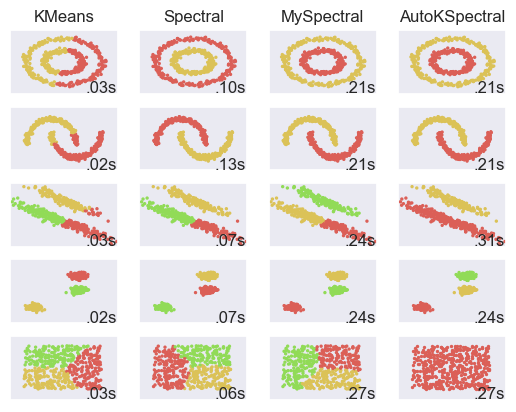 KMeans Spectral MySpectral AutoKSpectral
.03s .10s .21s .21s
.02s .13s .21s .21s
.03s .07s .24s .31s
.02s .07s .24s .24s
.03s .06s .27s .27s